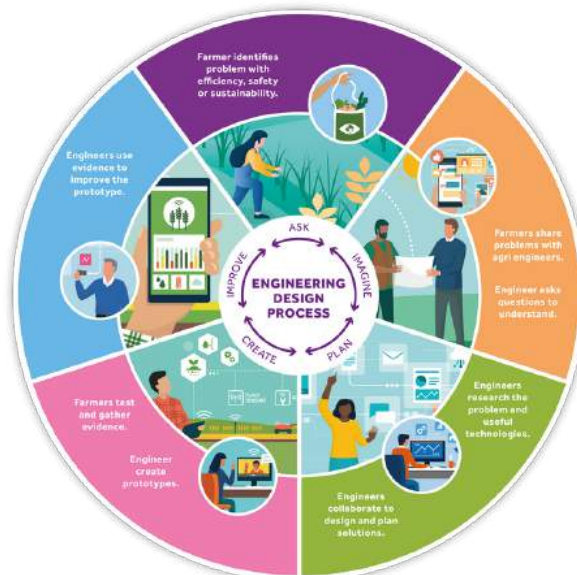 Farmer identifies
problem with
efficiency, safety
or sustainability.
Farmers share
problems with
agri engineers.
Engineer asks
questions to
understand.
Engineers
research the
problem and
useful
technologies.
Engineers
collaborate to
design and plan
solutions.
Farmers test
and gather
evidence.
Engineer
create
prototypes.
Engineers use
evidence to
improve the
prototype.
ASK
IMAGINE
PLAN
CREATE
IMPROVE
ENGINEERING
DESIGN
PROCESS